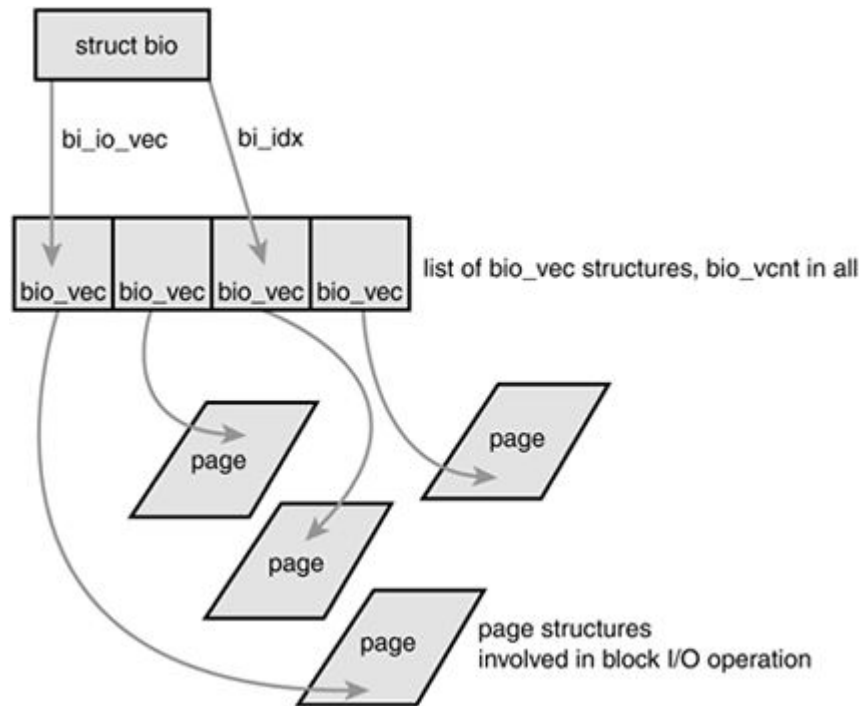 struct bio
bi_io_vec
bi_idx
bio_vec bio_vec bio_vec bio_vec
list of bio_vec structures, bio_vcnt in all
page
page
page
page
page structures
involved in block I/O operation